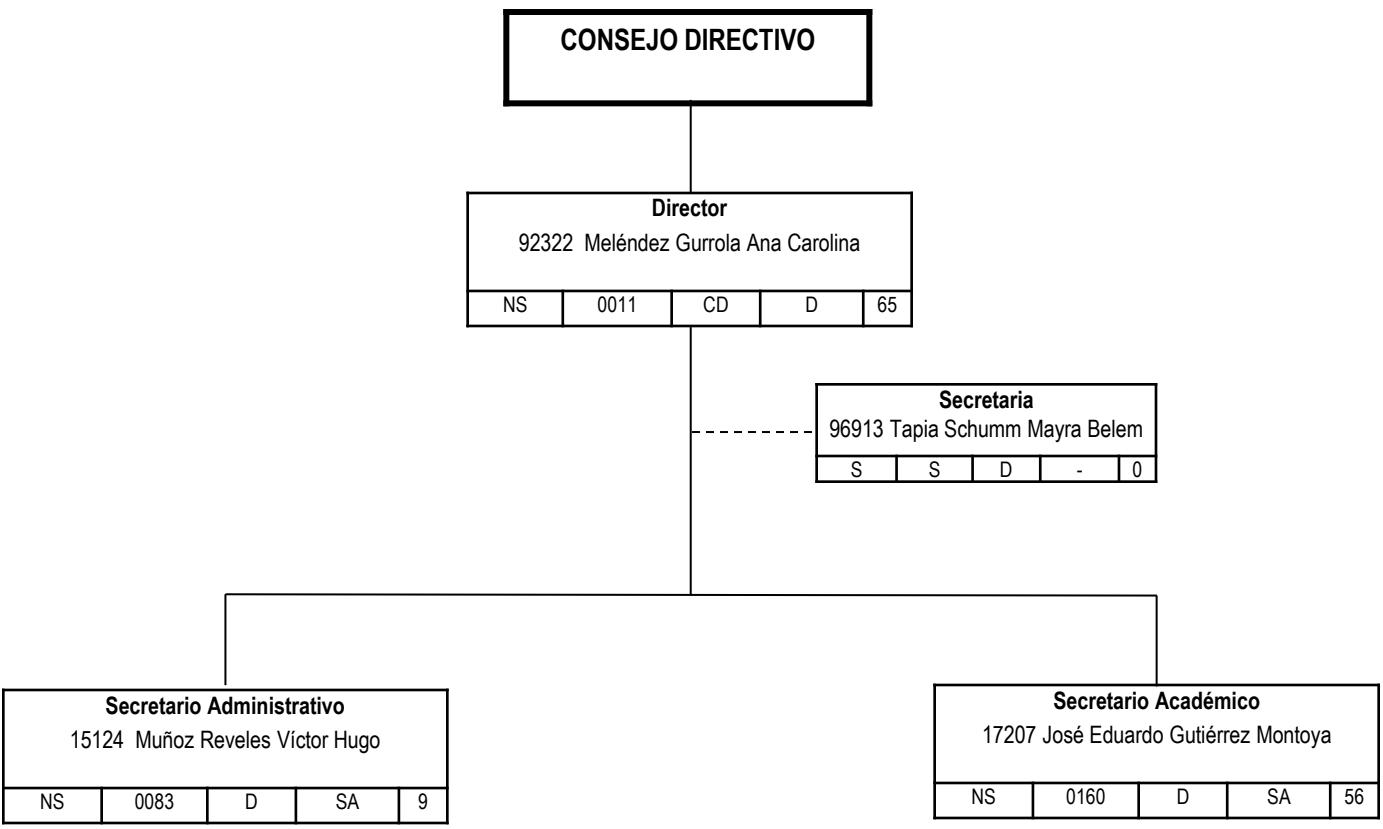 CONSEJO DIRECTIVO
Director
92322 Meléndez Gurrola Ana Carolina
NS 0011 CD D 65
Secretaria
96913 Tapia Schumm Mayra Belem
S S D - 0
Secretario Administrativo
15124 Muñoz Reveles Víctor Hugo
NS 0083 D SA 9
Secretario Académico
17207 José Eduardo Gutiérrez Montoya
NS 0160 D SA 56